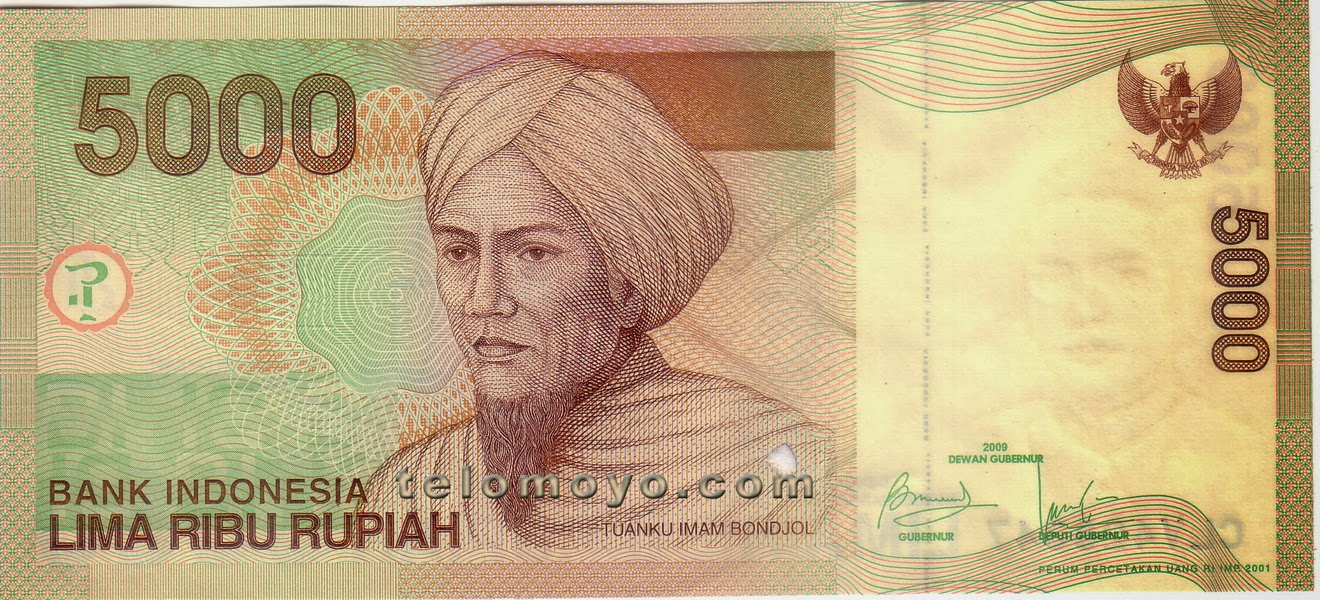 5000
5000
BANK INDONESIA
LIMA RIBU RUPIAH
telomoyo.com
TUANKU IMAM BONDJOL
2009
DEWAN GUBERNUR
GUBERNUR
DEPUTI GUBERNUR
PERUM PERCETAKAN UANG RI IMP. 2001